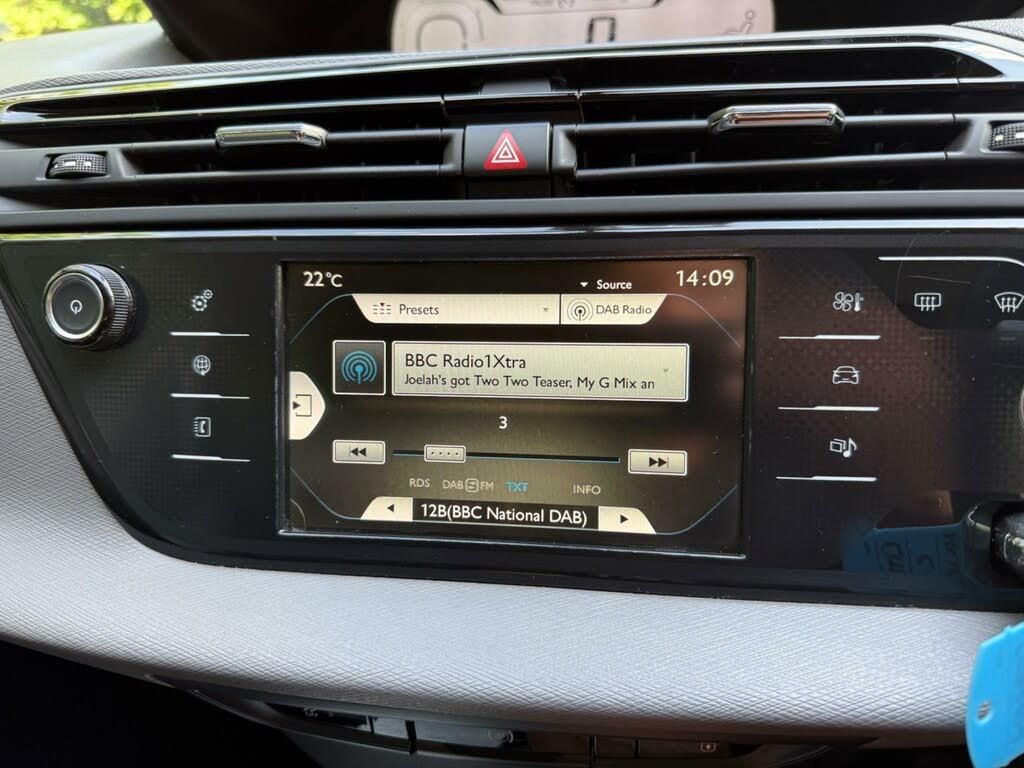 0
22°C
Source
14:09
Presets
DAB Radio
BBC Radio1Xtra
Joelah's got Two Two Teaser, My G Mix an
3
RDS DAB FM TXT INFO
12B(BBC National DAB)